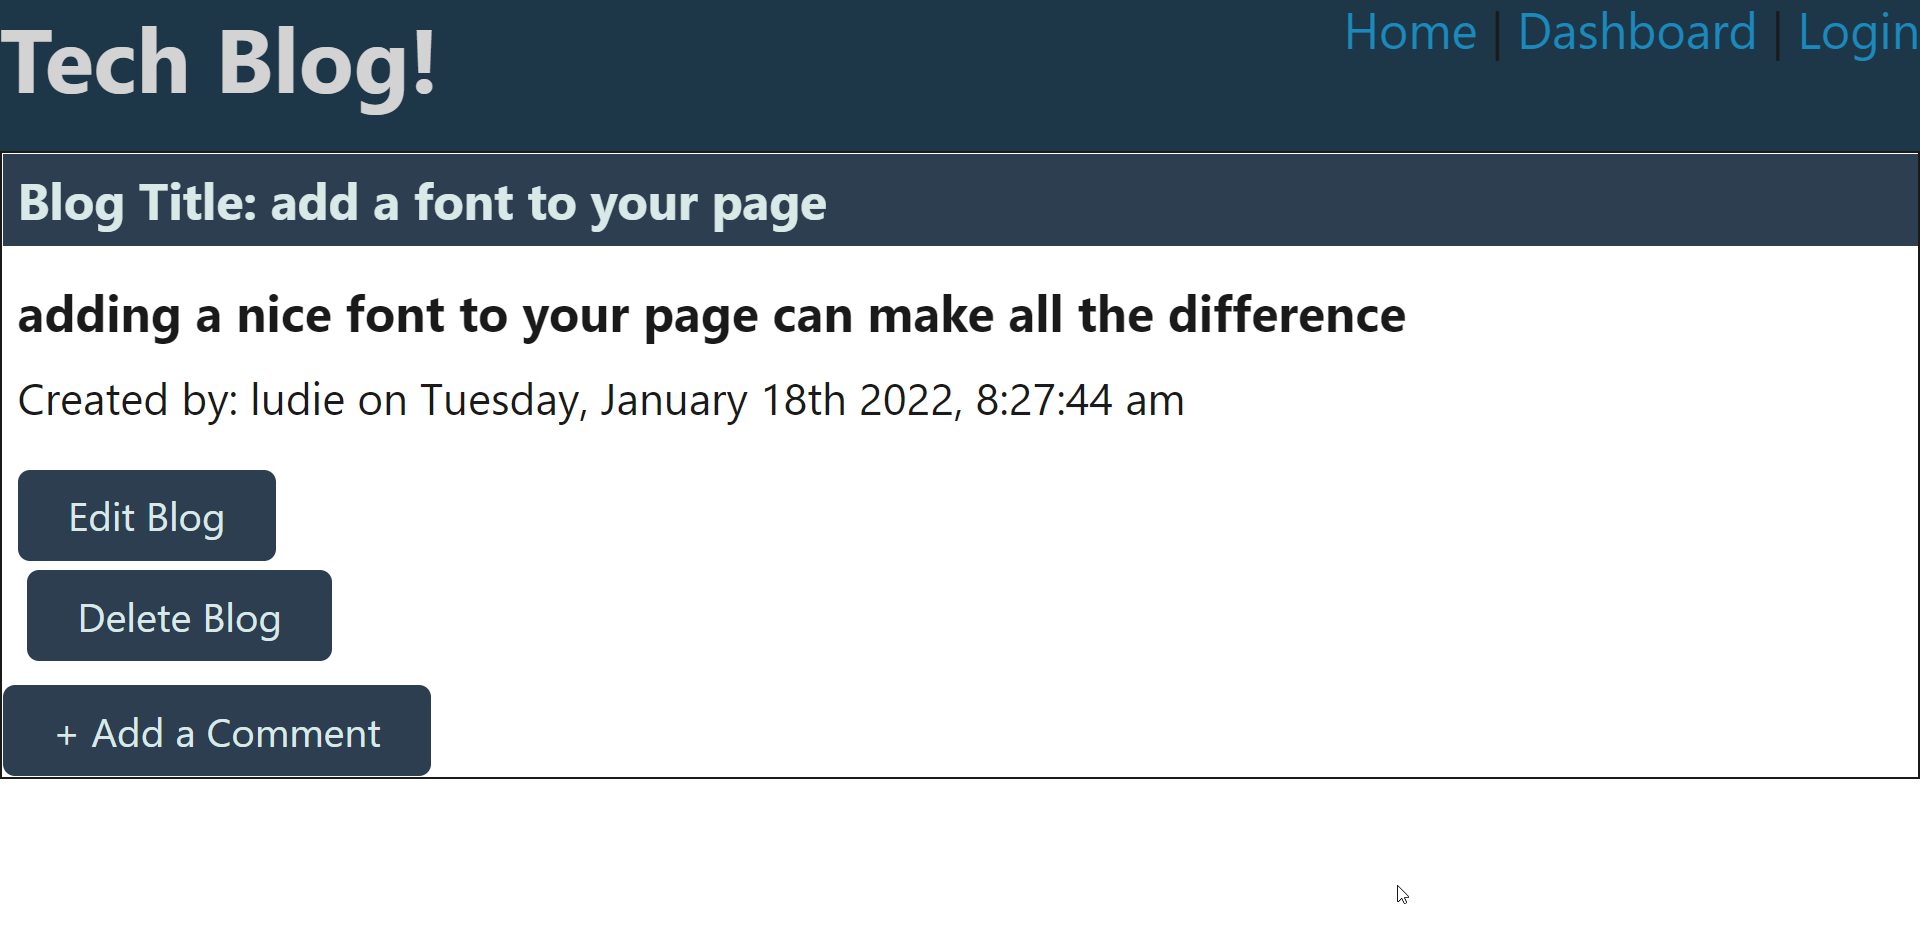 Tech Blog!
Home | Dashboard | Login
Blog Title: add a font to your page
adding a nice font to your page can make all the difference
Created by: ludie on Tuesday, January 18th 2022, 8:27:44 am
Edit Blog
Delete Blog
+ Add a Comment